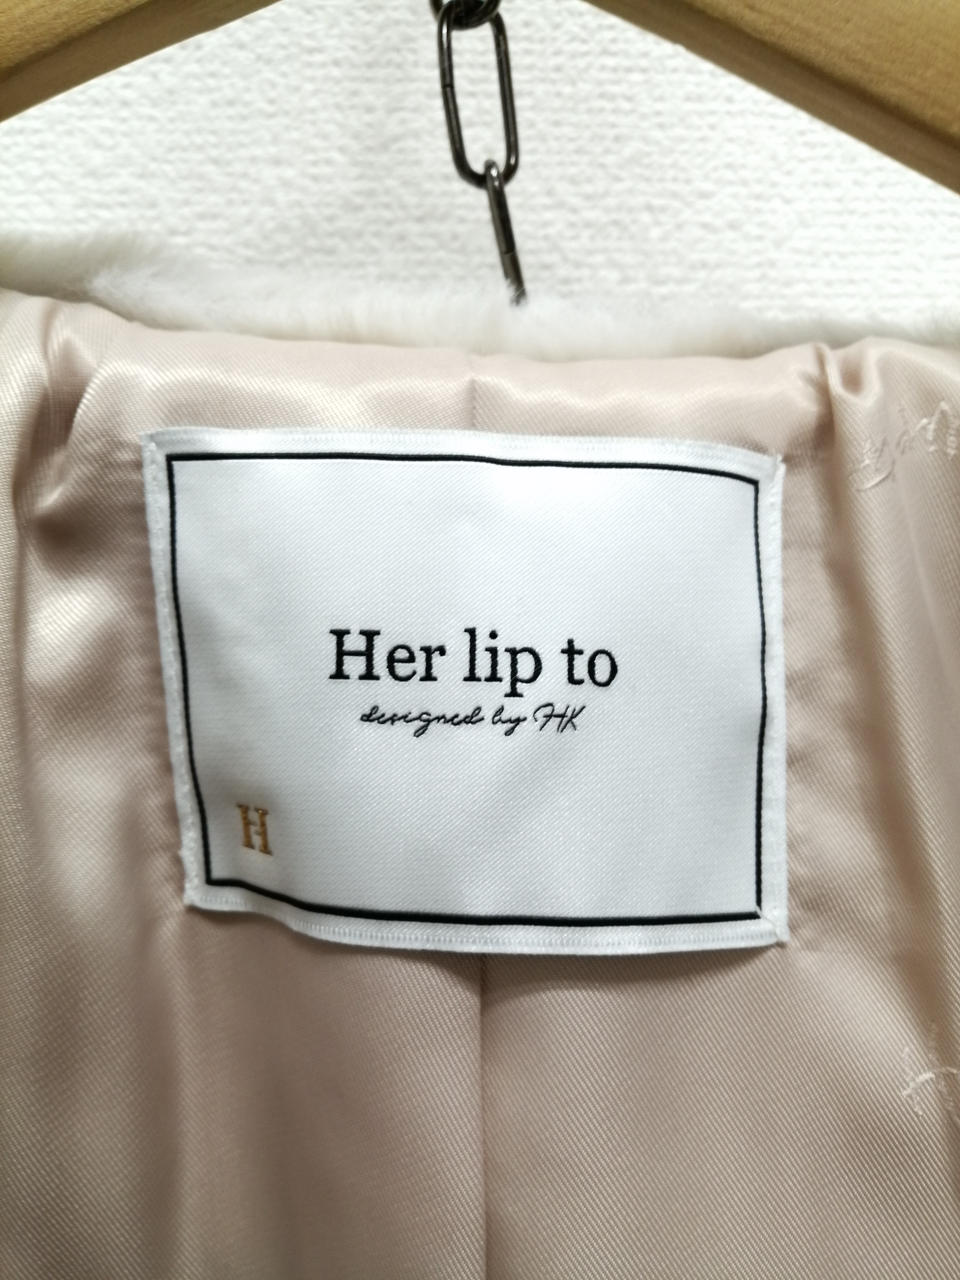 Her lip to
designed by HK
H